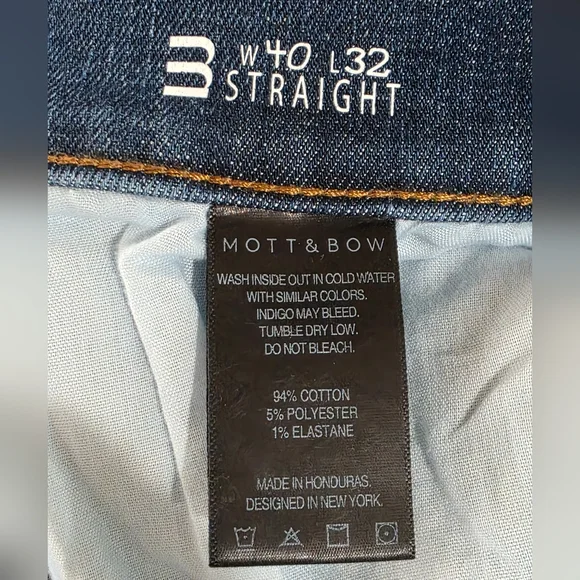 W40 L32
STRAIGHT
MOTT & BOW
WASH INSIDE OUT IN COLD WATER
WITH SIMILAR COLORS.
INDIGO MAY BLEED.
TUMBLE DRY LOW.
DO NOT BLEACH.
94% COTTON
5% POLYESTER
1% ELASTANE
MADE IN HONDURAS.
DESIGNED IN NEW YORK.